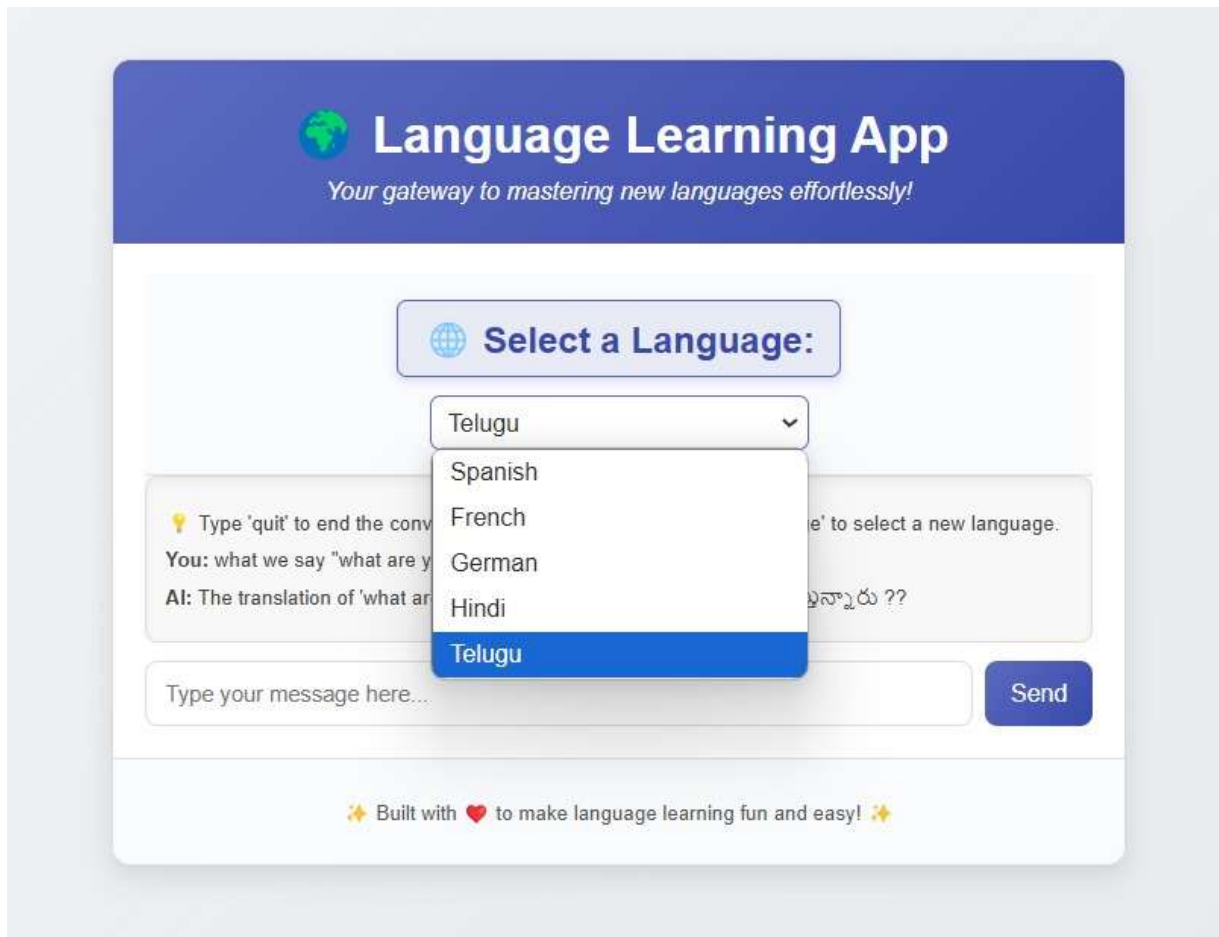 🌍 Language Learning App
Your gateway to mastering new languages effortlessly!
🌐 Select a Language:
Telugu
Spanish
French
German
Hindi
Telugu
💡 Type 'quit' to end the to select a new language.
You: what we say "what are
AI: The translation of 'what ??
Type your message here...
Send
✨ Built with ❤️ to make language learning fun and easy! ✨